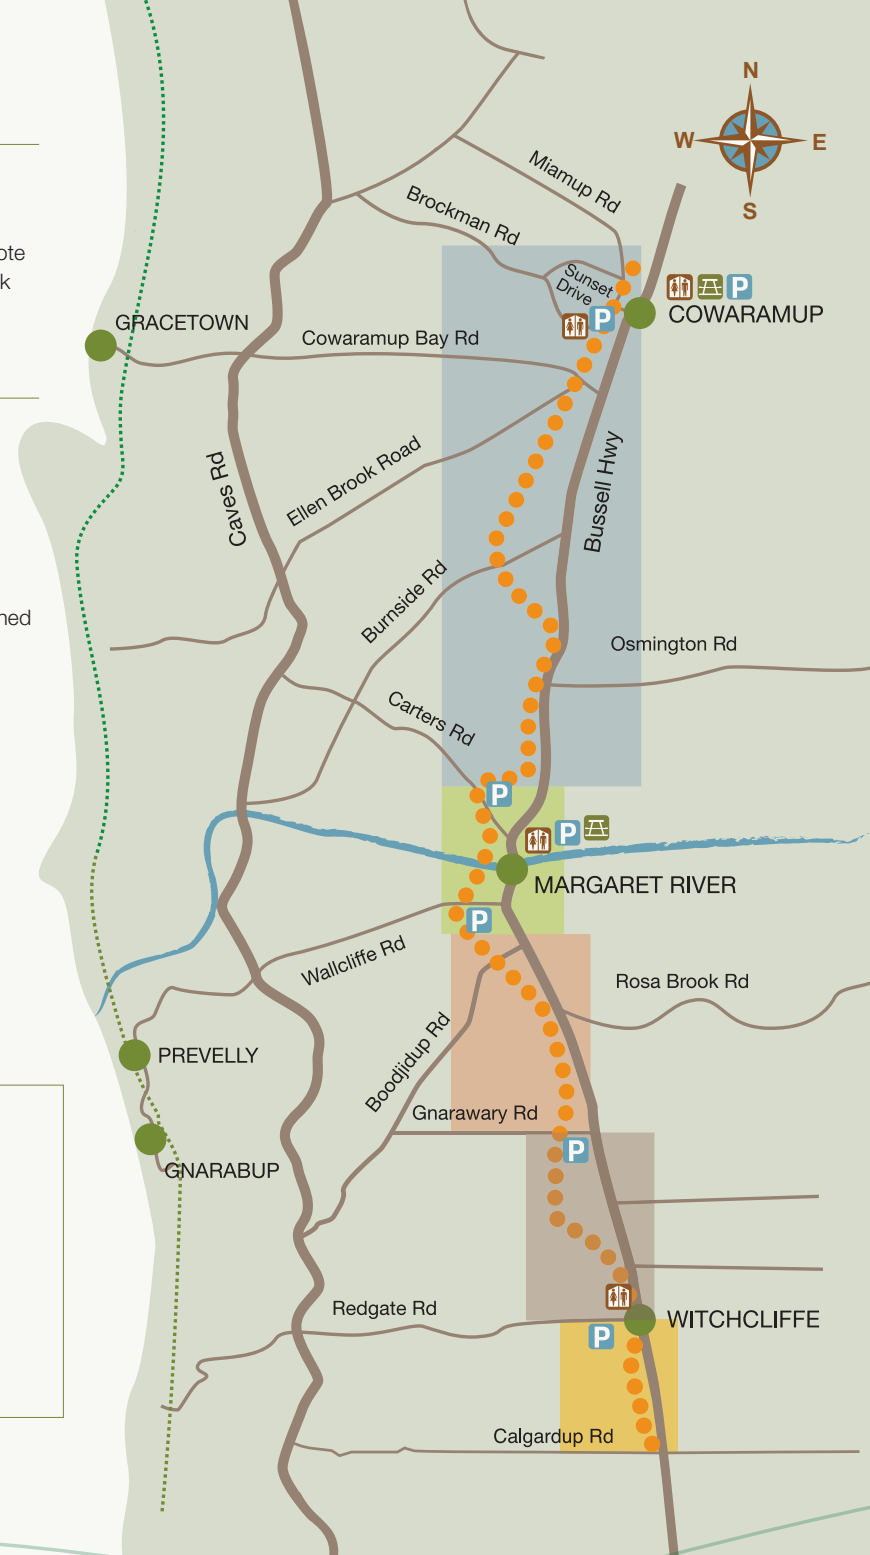 N
W
E
S
Miamup Rd
Brockman Rd
ote
k
Sunset
Drive
P
P
COWARAMUP
GRACETOWN
Cowaramup Bay Rd
Caves Rd
Ellen Brook Road
Bussell Hwy
Burnside Rd
ned
Osmington Rd
Carters Rd
P
P
MARGARET RIVER
P
Wallcliffe Rd
Rosa Brook Rd
Boodjidup Rd
PREVELLY
Gnarawary Rd
P
GNARABUP
Redgate Rd
WITCHCLIFFE
P
Calgardup Rd